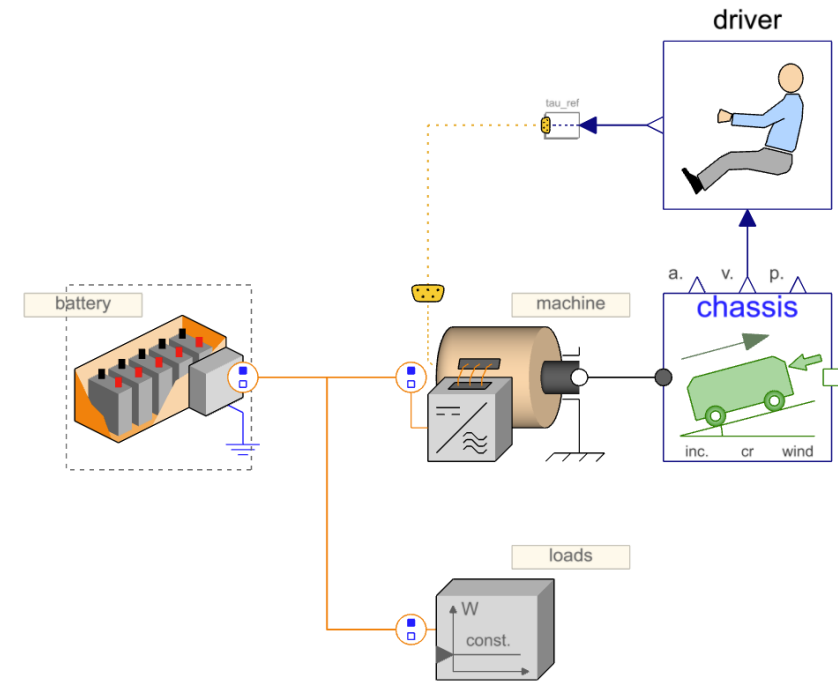 driver
tau_ref
a. v. p.
battery
machine
chassis
inc. cr wind
loads
W
const.